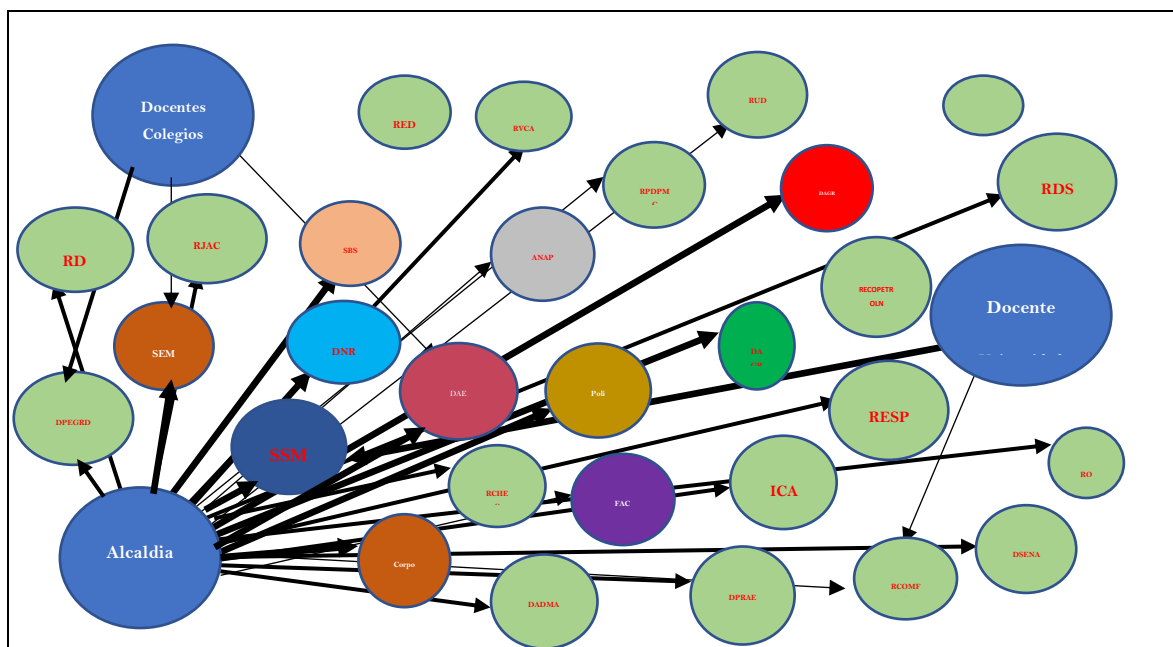 Docentes
Colegios
RED
RVCA
RUD
RPDPM
DAGR
RDS
RD
RJAC
SBS
ANAP
RECOPETR
OLN
Docente
SEM
DNR
DAE
Poli
DA
RESP
DPEGRD
SSM
RCHE
FAC
ICA
RO
Alcaldia
Corpo
DSENA
RCOMF
DADMA
DPRAE